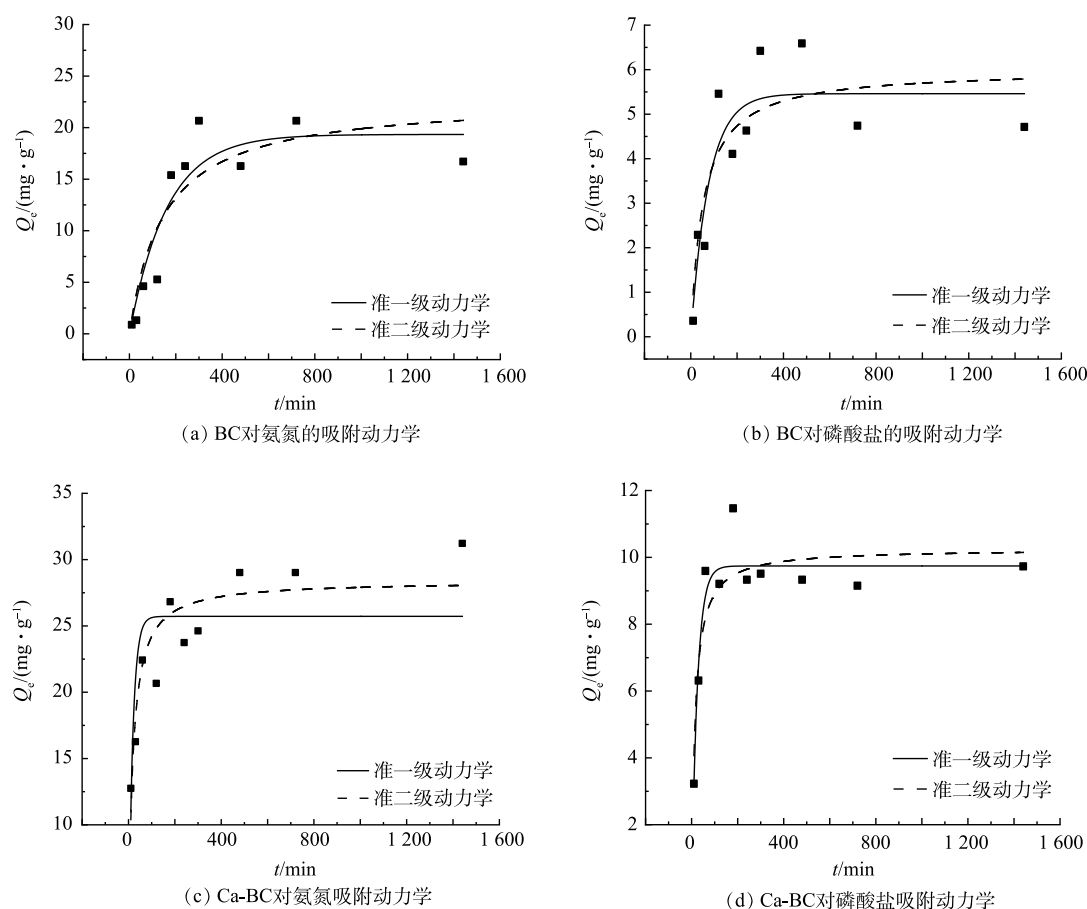 30
25
20
15
10
5
0
Qe/(mg·g⁻¹)
准一级动力学
准二级动力学
0 400 800 1 200 1 600
t/min
(a) BC对氨氮的吸附动力学
7
6
5
4
3
2
1
0
Qe/(mg·g⁻¹)
准一级动力学
准二级动力学
0 400 800 1 200 1 600
t/min
(b) BC对磷酸盐的吸附动力学
35
30
25
20
15
10
Qe/(mg·g⁻¹)
准一级动力学
准二级动力学
0 400 800 1 200 1 600
t/min
(c) Ca-BC对氨氮吸附动力学
12
10
8
6
4
2
Qe/(mg·g⁻¹)
准一级动力学
准二级动力学
0 400 800 1 200 1 600
t/min
(d) Ca-BC对磷酸盐吸附动力学